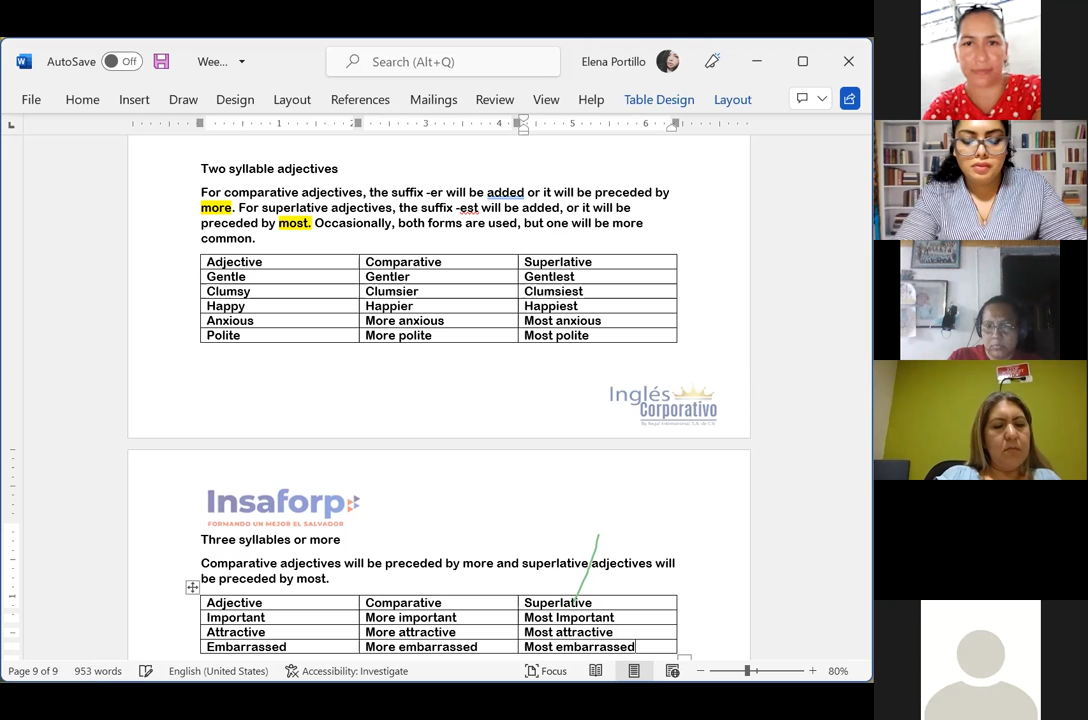 AutoSave Off Wee... Search (Alt+Q) Elena Portillo
File Home Insert Draw Design Layout References Mailings Review View Help Table Design Layout
1 2 3 4 5 6
Two syllable adjectives
For comparative adjectives, the suffix -er will be added or it will be preceded by
more. For superlative adjectives, the suffix -est will be added, or it will be
preceded by most. Occasionally, both forms are used, but one will be more
common.
Adjective Comparative Superlative
Gentle Gentler Gentlest
Clumsy Clumsier Clumsiest
Happy Happier Happiest
Anxious More anxious Most anxious
Polite More polite Most polite
Inglés
Corporativo
Insaforp
FORMANDO UN MEJOR EL SALVADOR
Three syllables or more
Comparative adjectives will be preceded by more and superlative adjectives will
be preceded by most.
Adjective Comparative Superlative
Important More important Most Important
Attractive More attractive Most attractive
Embarrassed More embarrassed Most embarrassed
Page 9 of 9 953 words English (United States) Accessibility: Investigate Focus 80%